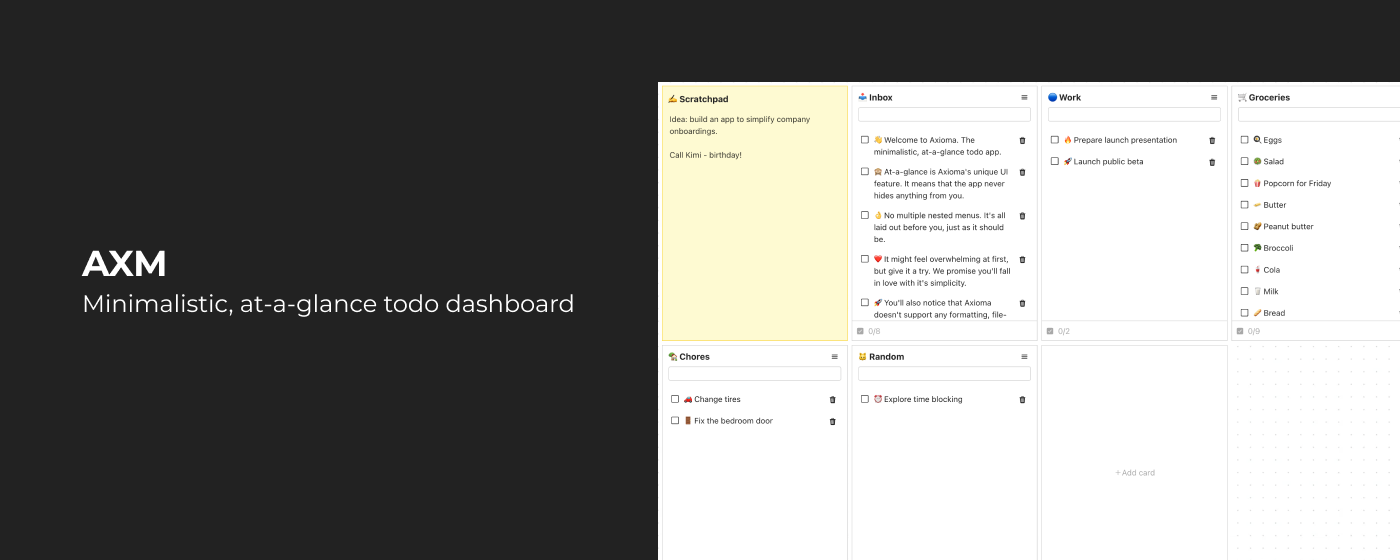 AXM
Minimalistic, at-a-glance todo dashboard
✍️ Scratchpad
Idea: build an app to simplify company
onboardings.
Call Kimi - birthday!
📥 Inbox
👋 Welcome to Axioma. The
minimalistic, at-a-glance todo app.
🙈 At-a-glance is Axioma's unique UI
feature. It means that the app never
hides anything from you.
👌 No multiple nested menus. It's all
laid out before you, just as it should
be.
❤️ It might feel overwhelming at first,
but give it a try. We promise you'll fall
in love with it's simplicity.
🚀 You'll also notice that Axioma
doesn't support any formatting, file-
0/8
🔵 Work
🔥 Prepare launch presentation
🚀 Launch public beta
0/2
🛒 Groceries
🍳 Eggs
🥗 Salad
🍿 Popcorn for Friday
🧈 Butter
🥜 Peanut butter
🥦 Broccoli
🥤 Cola
🥛 Milk
🥖 Bread
0/9
🏡 Chores
🚗 Change tires
🚪 Fix the bedroom door
🐱 Random
⏰ Explore time blocking
+ Add card